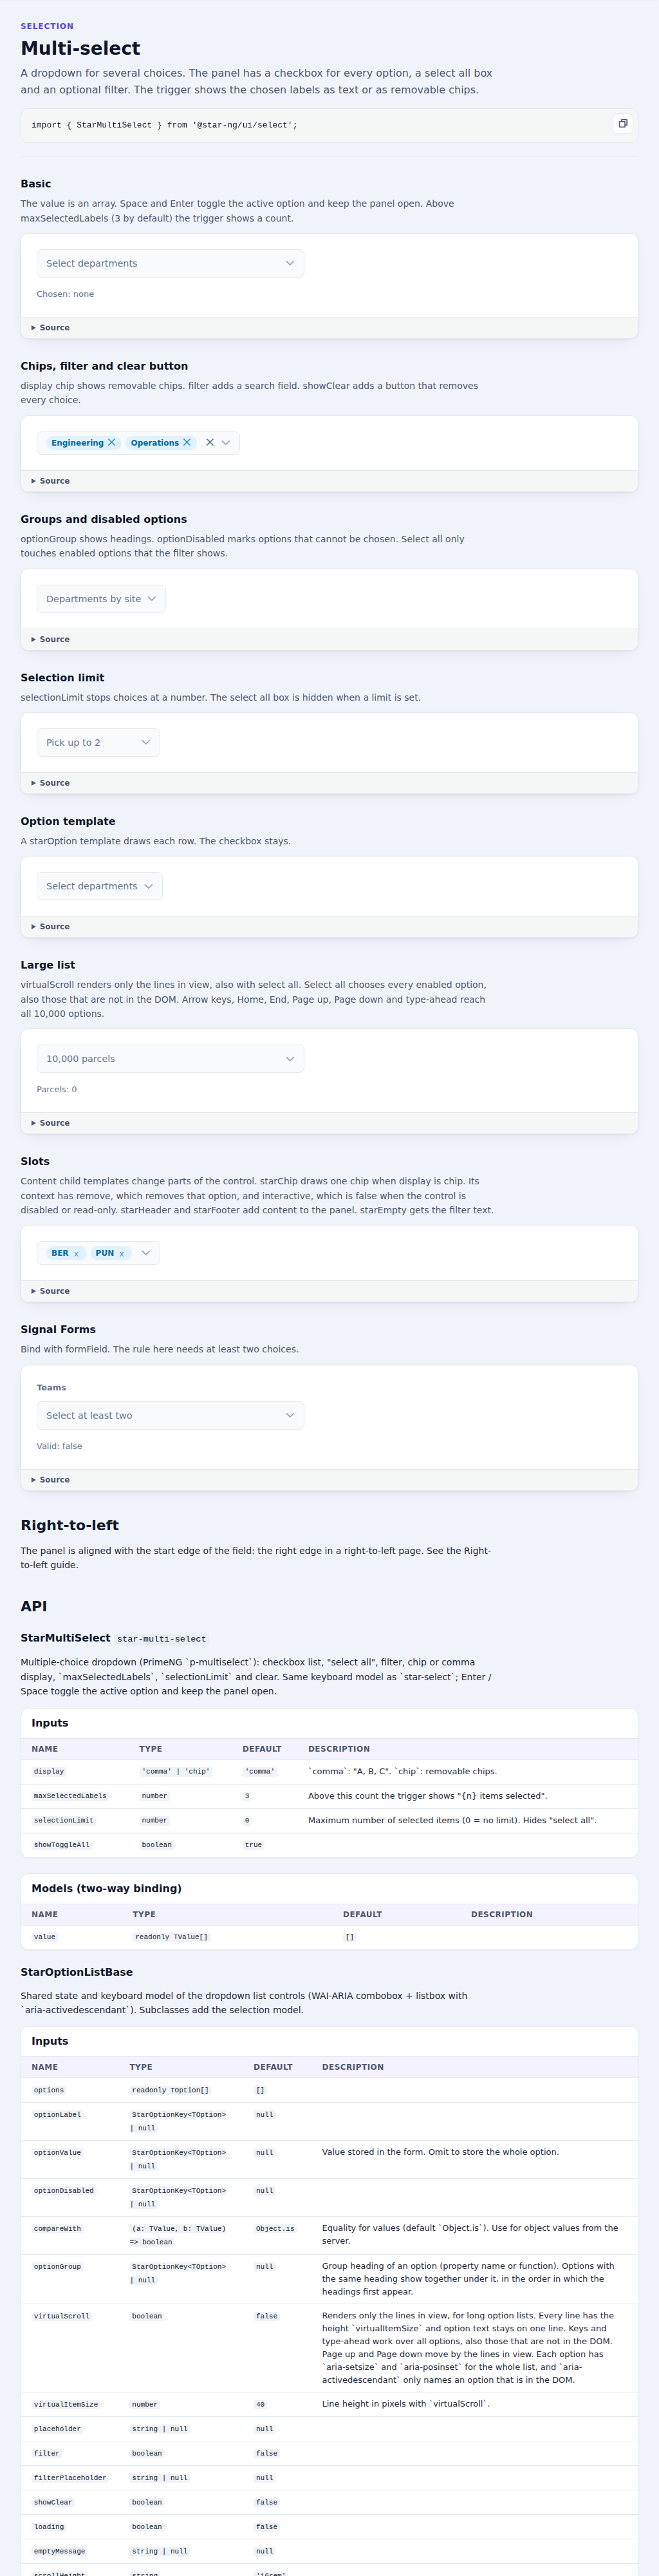 SELECTION
Multi-select
A dropdown for several choices. The panel has a checkbox for every option, a select all box
and an optional filter. The trigger shows the chosen labels as text or as removable chips.
import { StarMultiSelect } from '@star-ng/ui/select';
Basic
The value is an array. Space and Enter toggle the active option and keep the panel open. Above
maxSelectedLabels (3 by default) the trigger shows a count.
Select departments
Chosen: none
Source
Chips, filter and clear button
display chip shows removable chips. filter adds a search field. showClear adds a button that removes
every choice.
Engineering Operations
Source
Groups and disabled options
optionGroup shows headings. optionDisabled marks options that cannot be chosen. Select all only
touches enabled options that the filter shows.
Departments by site
Source
Selection limit
selectionLimit stops choices at a number. The select all box is hidden when a limit is set.
Pick up to 2
Source
Option template
A starOption template draws each row. The checkbox stays.
Select departments
Source
Large list
virtualScroll renders only the lines in view, also with select all. Select all chooses every enabled option,
also those that are not in the DOM. Arrow keys, Home, End, Page up, Page down and type-ahead reach
all 10,000 options.
10,000 parcels
Parcels: 0
Source
Slots
Content child templates change parts of the control. starChip draws one chip when display is chip. Its
context has remove, which removes that option, and interactive, which is false when the control is
disabled or read-only. starHeader and starFooter add content to the panel. starEmpty gets the filter text.
BER x PUN x
Source
Signal Forms
Bind with formField. The rule here needs at least two choices.
Teams
Select at least two
Valid: false
Source
Right-to-left
The panel is aligned with the start edge of the field: the right edge in a right-to-left page. See the Right-
to-left guide.
API
StarMultiSelect star-multi-select
Multiple-choice dropdown (PrimeNG `p-multiselect`): checkbox list, "select all", filter, chip or comma
display, `maxSelectedLabels`, `selectionLimit` and clear. Same keyboard model as `star-select`; Enter /
Space toggle the active option and keep the panel open.
Inputs
NAME TYPE DEFAULT DESCRIPTION
display 'comma' | 'chip' 'comma' `comma`: "A, B, C". `chip`: removable chips.
maxSelectedLabels number 3 Above this count the trigger shows "{n} items selected".
selectionLimit number 0 Maximum number of selected items (0 = no limit). Hides "select all".
showToggleAll boolean true
Models (two-way binding)
NAME TYPE DEFAULT DESCRIPTION
value readonly TValue[] []
StarOptionListBase
Shared state and keyboard model of the dropdown list controls (WAI-ARIA combobox + listbox with
`aria-activedescendant`). Subclasses add the selection model.
Inputs
NAME TYPE DEFAULT DESCRIPTION
options readonly TOption[] []
optionLabel StarOptionKey<TOption> null
| null
optionValue StarOptionKey<TOption> null Value stored in the form. Omit to store the whole option.
| null
optionDisabled StarOptionKey<TOption> null
| null
compareWith (a: TValue, b: TValue) Object.is Equality for values (default `Object.is`). Use for object values from the
=> boolean server.
optionGroup StarOptionKey<TOption> null Group heading of an option (property name or function). Options with
| null the same heading show together under it, in the order in which the
headings first appear.
virtualScroll boolean false Renders only the lines in view, for long option lists. Every line has the
height `virtualItemSize` and option text stays on one line. Keys and
type-ahead work over all options, also those that are not in the DOM.
Page up and Page down move by the lines in view. Each option has
`aria-setsize` and `aria-posinset` for the whole list, and `aria-
activedescendant` only names an option that is in the DOM.
virtualItemSize number 40 Line height in pixels with `virtualScroll`.
placeholder string | null null
filter boolean false
filterPlaceholder string | null null
showClear boolean false
loading boolean false
emptyMessage string | null null
scrollHeight string '16rem'